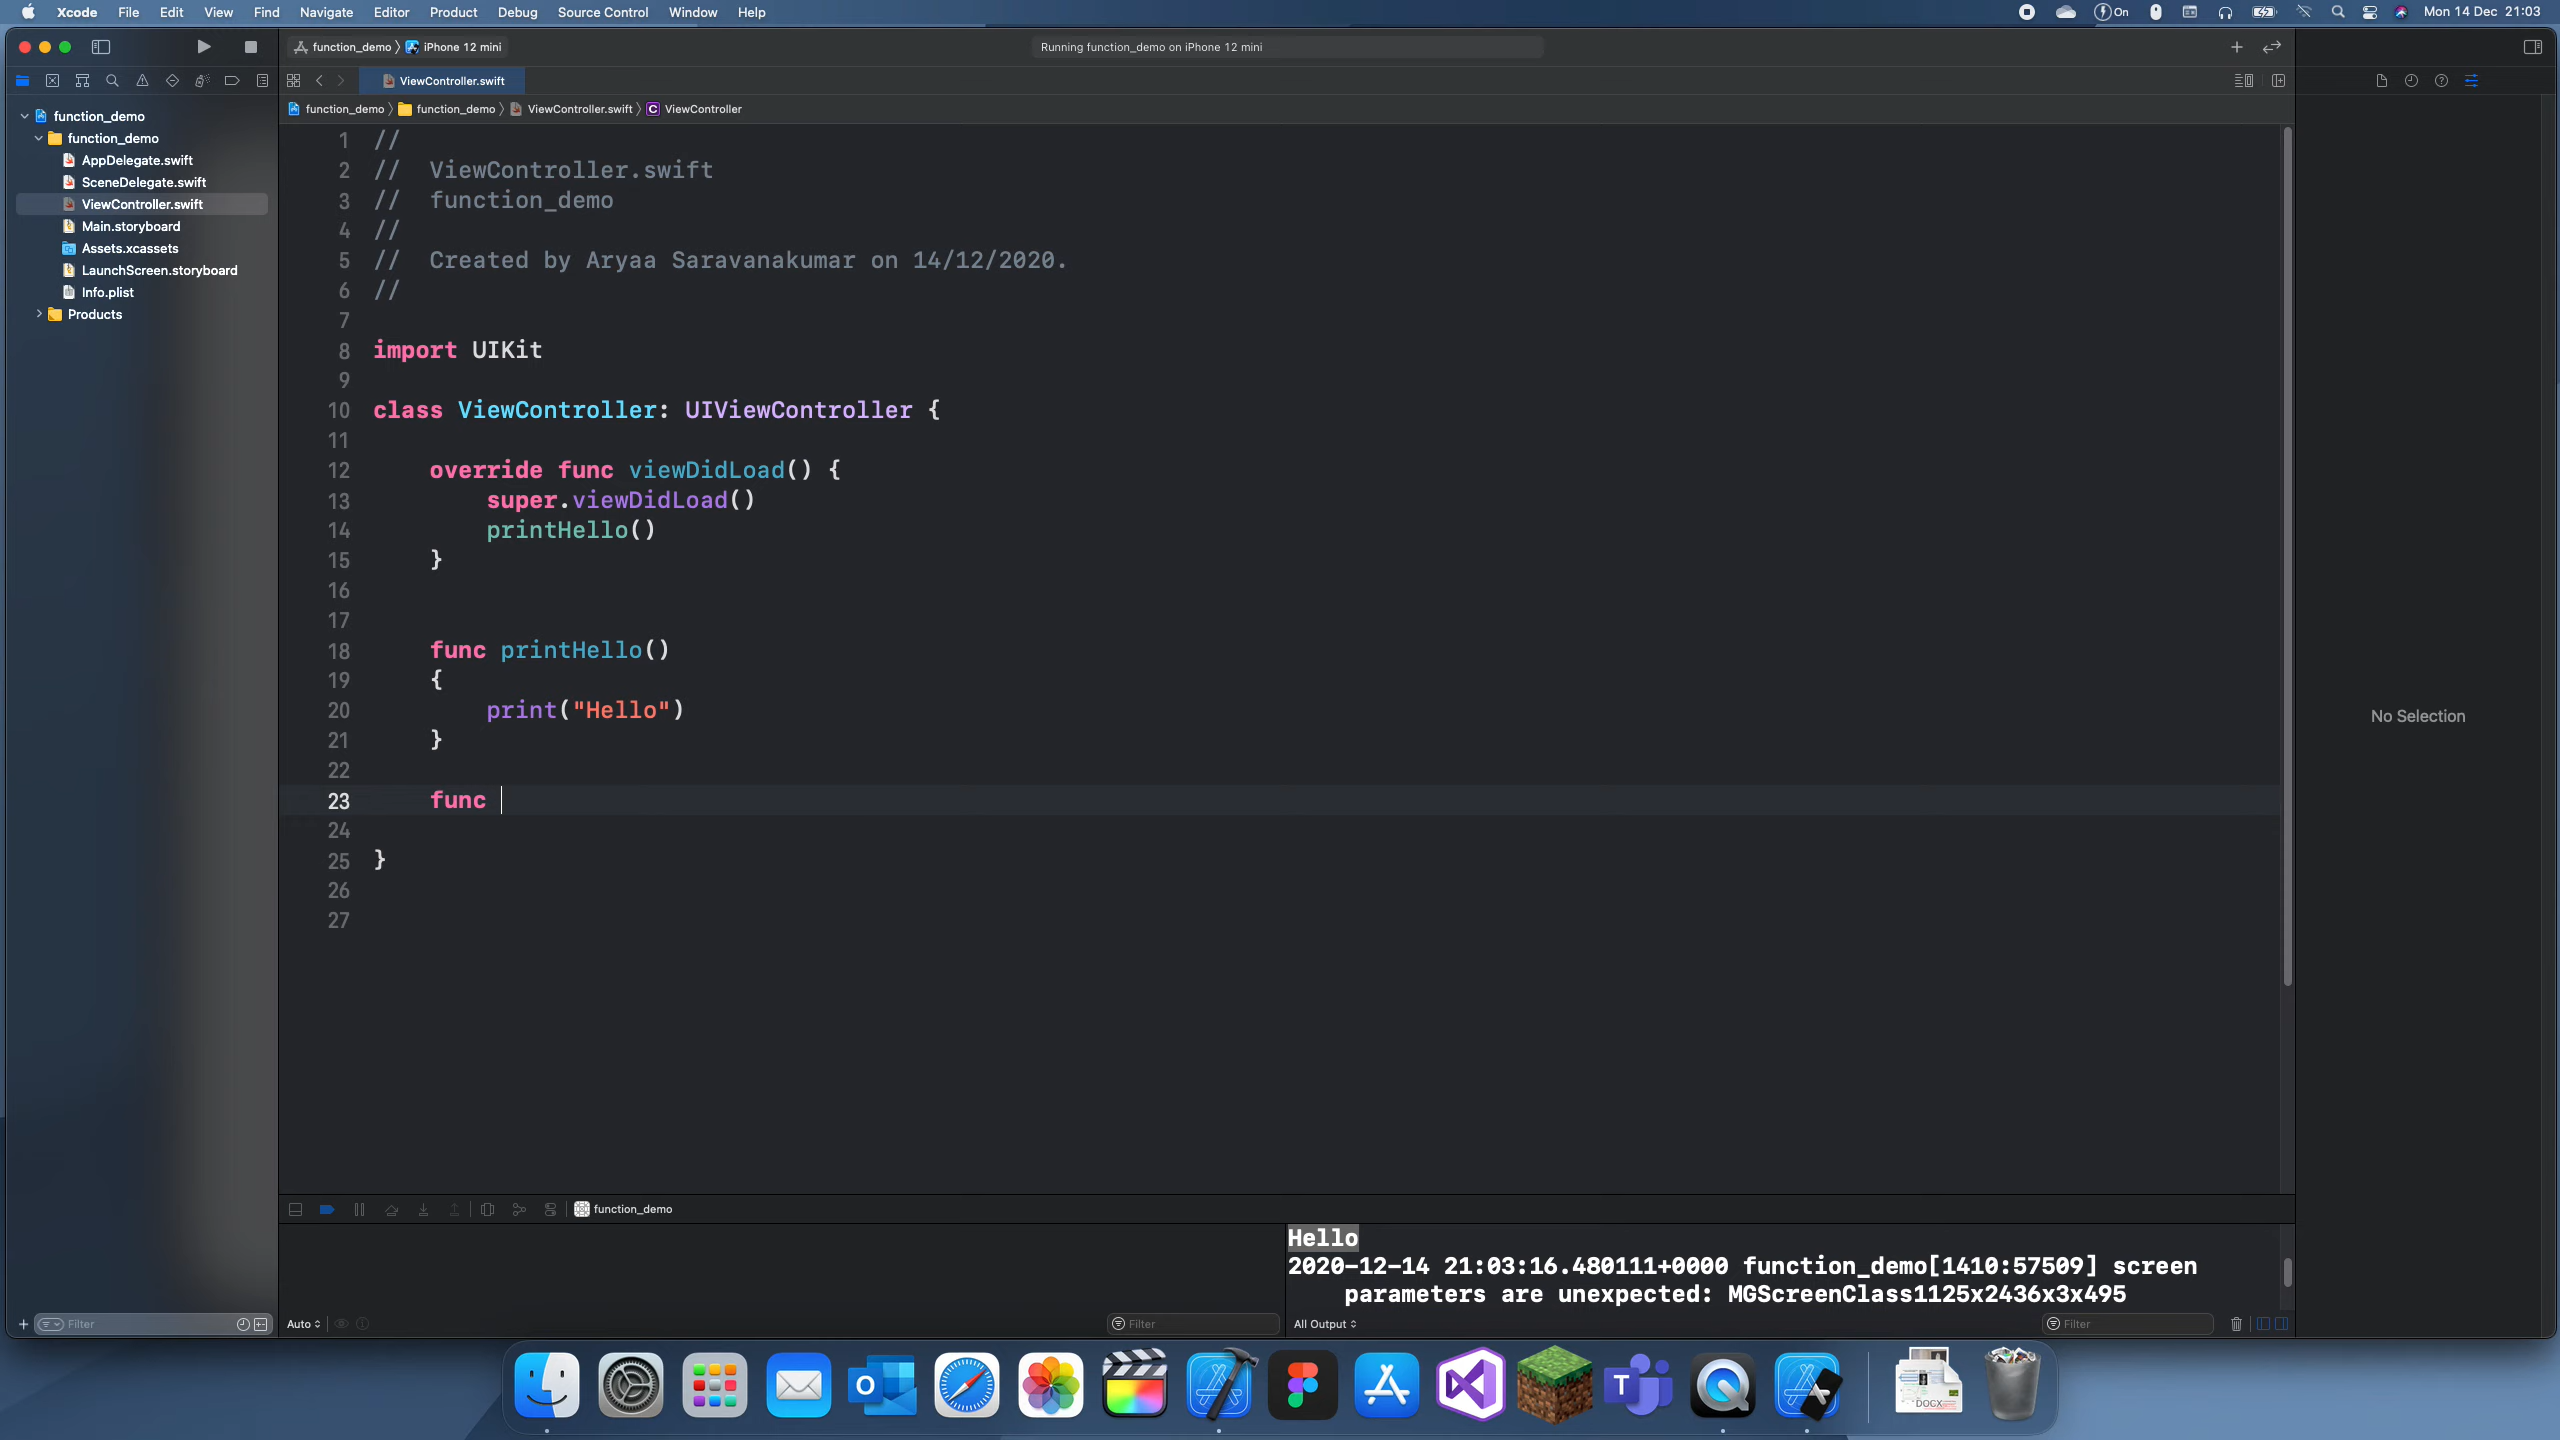 Xcode File Edit View Find Navigate Editor Product Debug Source Control Window Help
On Mon 14 Dec 21:03
function_demo iPhone 12 mini
Running function_demo on iPhone 12 mini
ViewController.swift
function_demo function_demo ViewController.swift C ViewController
function_demo
function_demo
AppDelegate.swift
SceneDelegate.swift
ViewController.swift
Main.storyboard
Assets.xcassets
LaunchScreen.storyboard
Info.plist
Products
1 //
2 //  ViewController.swift
3 //  function_demo
4 //
5 //  Created by Aryaa Saravanakumar on 14/12/2020.
6 //
7
8 import UIKit
9
10 class ViewController: UIViewController {
11
12     override func viewDidLoad() {
13         super.viewDidLoad()
14         printHello()
15     }
16
17
18     func printHello()
19     {
20         print("Hello")
21     }
22
23     func
24
25 }
26
27
No Selection
function_demo
Hello
2020-12-14 21:03:16.480111+0000 function_demo[1410:57509] screen
parameters are unexpected: MGScreenClass1125x2436x3x495
Filter
Auto
Filter
All Output
Filter
O
T
DOCX